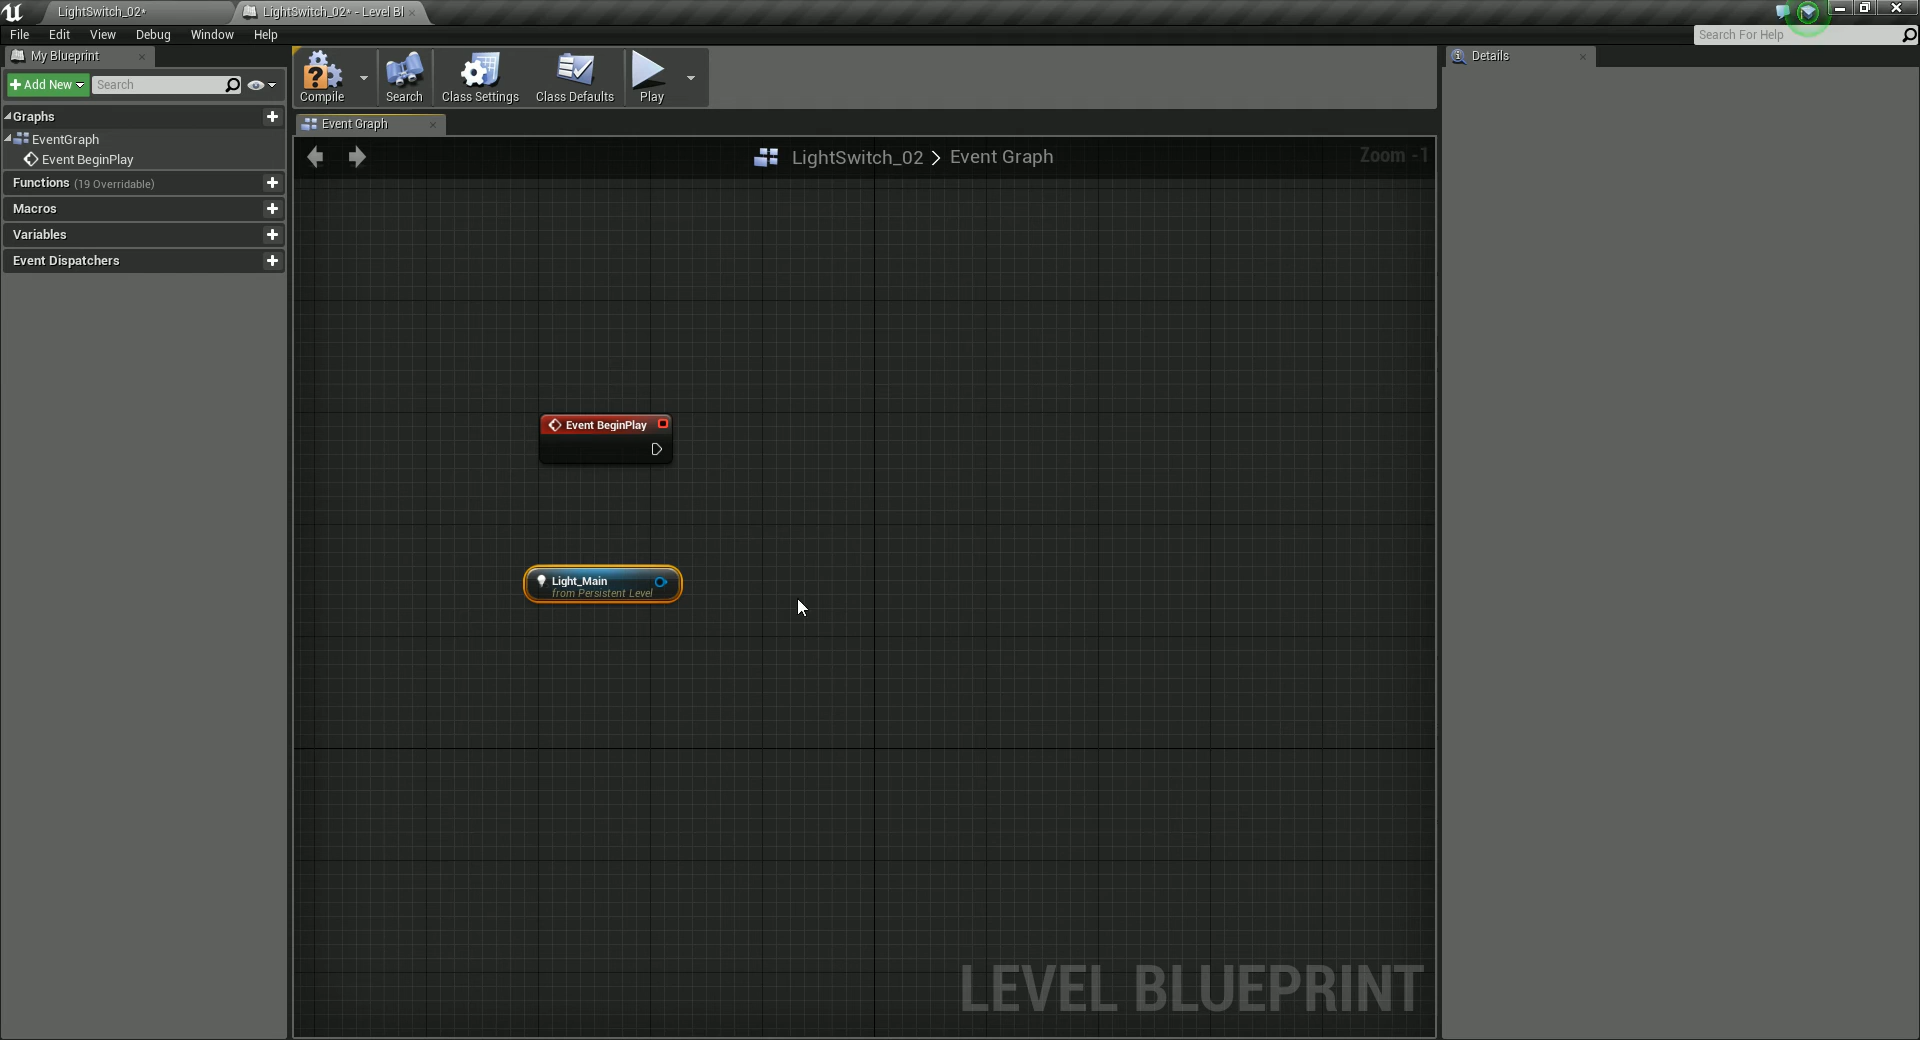 LightSwitch_02*
LightSwitch_02* - Level Bl
File Edit View Debug Window Help
Search For Help
My Blueprint
Add New
Search
Graphs
EventGraph
Event BeginPlay
Functions (19 Overridable)
Macros
Variables
Event Dispatchers
Compile
Search
Class Settings
Class Defaults
Play
Event Graph
LightSwitch_02 > Event Graph
Zoom -1
Event BeginPlay
Light_Main
from Persistent Level
LEVEL BLUEPRINT
Details